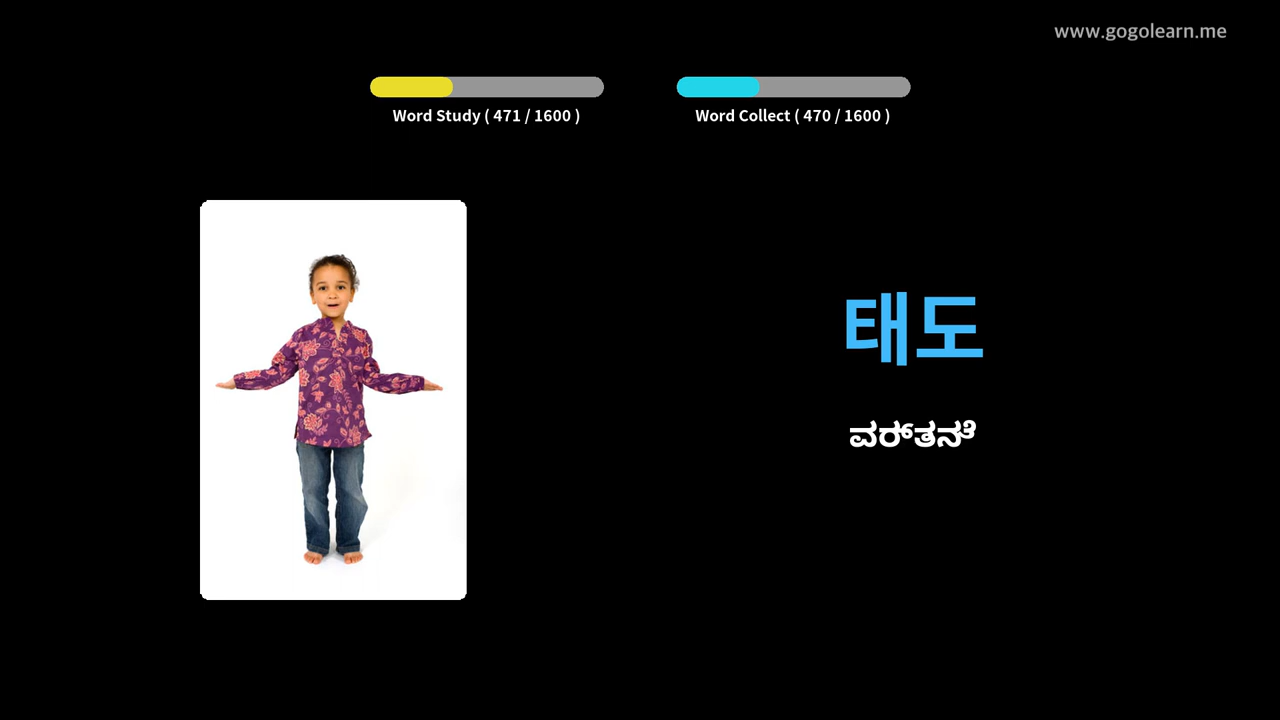 www.gogolearn.me
Word Study ( 471 / 1600 )
Word Collect ( 470 / 1600 )
태도
ವರ್ತನೆ